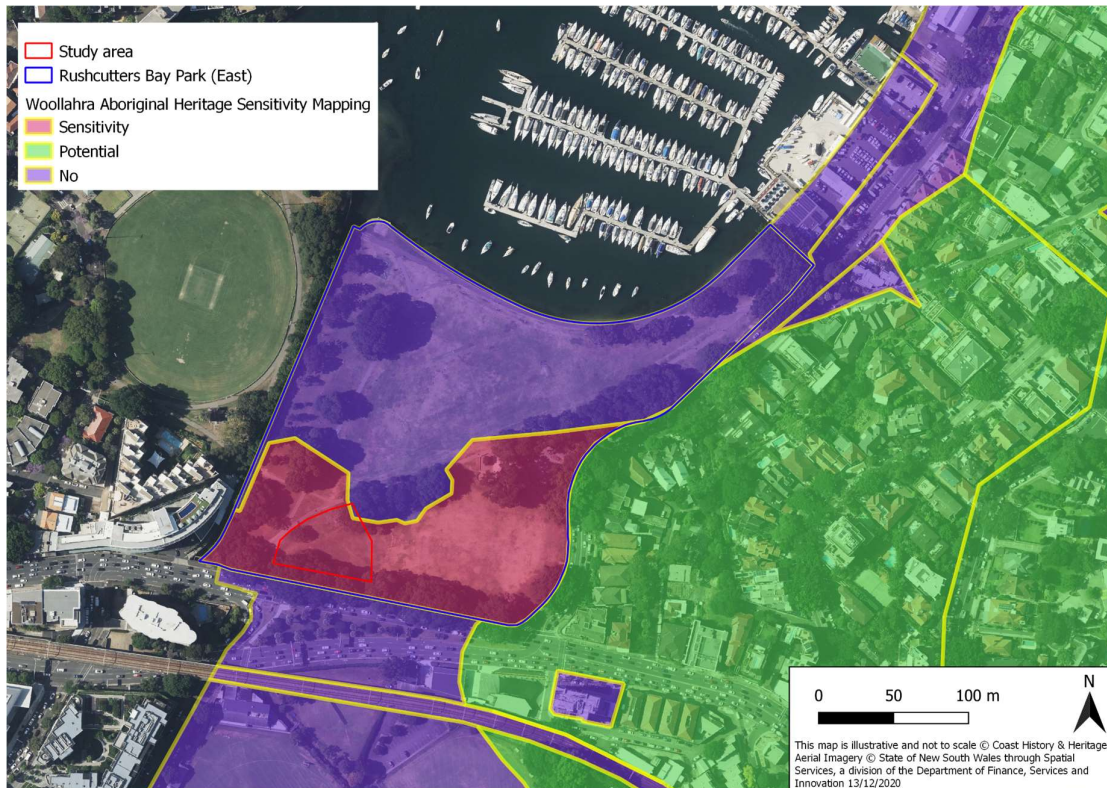 Study area
Rushcutters Bay Park (East)
Woollahra Aboriginal Heritage Sensitivity Mapping
Sensitivity
Potential
No
N
0 50 100 m
This map is illustrative and not to scale © Coast History & Heritage
Aerial Imagery © State of New South Wales through Spatial
Services, a division of the Department of Finance, Services and
Innovation 13/12/2020